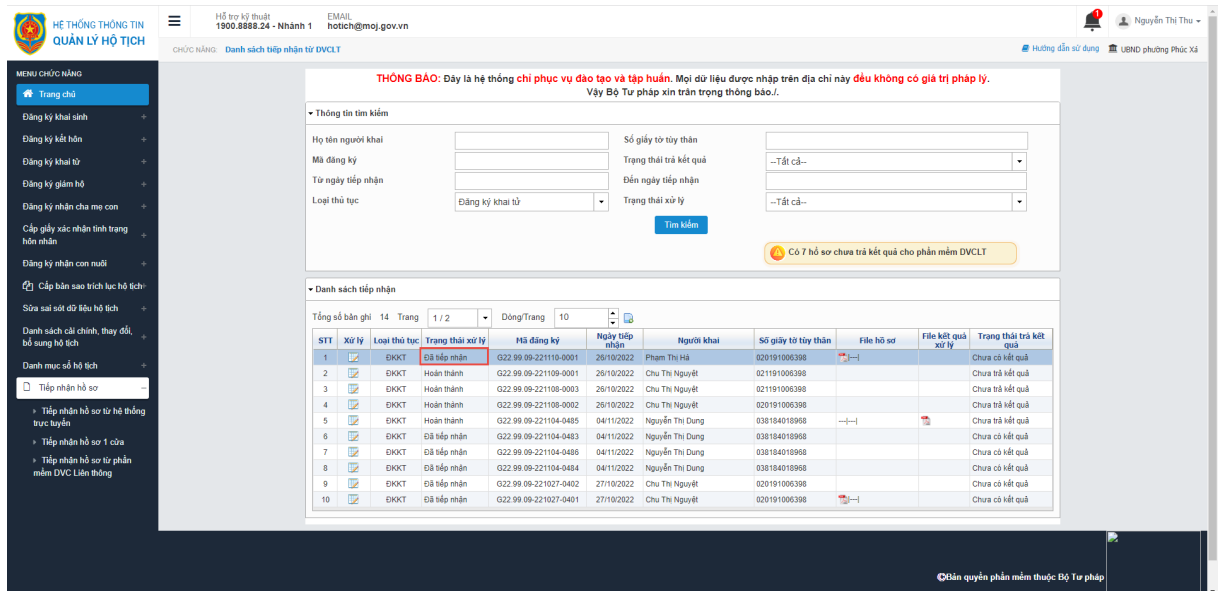 HỆ THỐNG THÔNG TIN
QUẢN LÝ HỘ TỊCH
Hỗ trợ kỹ thuật
1900.8888.24 - Nhánh 1
EMAIL
hotich@moj.gov.vn
1
Nguyễn Thị Thu
CHỨC NĂNG: Danh sách tiếp nhận từ DVCLT
Hướng dẫn sử dụng
UBND phường Phúc Xá
MENU CHỨC NĂNG
Trang chủ
Đăng ký khai sinh +
Đăng ký kết hôn +
Đăng ký khai tử +
Đăng ký giám hộ +
Đăng ký nhận cha mẹ con +
Cấp giấy xác nhận tình trạng
hôn nhân +
Đăng ký nhận con nuôi +
Cấp bản sao trích lục hộ tịch+
Sửa sai sót dữ liệu hộ tịch +
Danh sách cải chính, thay đổi,
bổ sung hộ tịch +
Danh mục sổ hộ tịch +
Tiếp nhận hồ sơ −
Tiếp nhận hồ sơ từ hệ thống
trực tuyến
Tiếp nhận hồ sơ 1 cửa
Tiếp nhận hồ sơ từ phần
mềm DVC Liên thông
THÔNG BÁO: Đây là hệ thống chỉ phục vụ đào tạo và tập huấn. Mọi dữ liệu được nhập trên địa chỉ này đều không có giá trị pháp lý.
Vậy Bộ Tư pháp xin trân trọng thông báo./.
Thông tin tìm kiếm
Họ tên người khai
Số giấy tờ tùy thân
Mã đăng ký
Trạng thái trả kết quả --Tất cả--
Từ ngày tiếp nhận
Đến ngày tiếp nhận
Loại thủ tục Đăng ký khai tử
Trạng thái xử lý --Tất cả--
Tìm kiếm
Có 7 hồ sơ chưa trả kết quả cho phần mềm DVCLT
Danh sách tiếp nhận
Tổng số bản ghi 14 Trang 1 / 2 Dòng/Trang 10
STT Xử lý Loại thủ tục Trạng thái xử lý Mã đăng ký Ngày tiếp nhận Người khai Số giấy tờ tùy thân File hồ sơ File kết quả xử lý Trạng thái trả kết quả
1 ĐKKT Đã tiếp nhận G22.99.09-221110-0001 26/10/2022 Phạm Thị Hà 020191006398 |---| Chưa có kết quả
2 ĐKKT Hoàn thành G22.99.09-221109-0001 26/10/2022 Chu Thị Nguyệt 021191006398 Chưa trả kết quả
3 ĐKKT Hoàn thành G22.99.09-221108-0003 26/10/2022 Chu Thị Nguyệt 021191006398 Chưa trả kết quả
4 ĐKKT Hoàn thành G22.99.09-221108-0002 26/10/2022 Chu Thị Nguyệt 020191006398 Chưa trả kết quả
5 ĐKKT Hoàn thành G22.99.09-221104-0485 04/11/2022 Nguyễn Thị Dung 038184018968 ---|---| Chưa trả kết quả
6 ĐKKT Đã tiếp nhận G22.99.09-221104-0483 04/11/2022 Nguyễn Thị Dung 038184018968 Chưa có kết quả
7 ĐKKT Đã tiếp nhận G22.99.09-221104-0486 04/11/2022 Nguyễn Thị Dung 038184018968 Chưa có kết quả
8 ĐKKT Đã tiếp nhận G22.99.09-221104-0484 04/11/2022 Nguyễn Thị Dung 038184018968 Chưa có kết quả
9 ĐKKT Đã tiếp nhận G22.99.09-221027-0402 27/10/2022 Chu Thị Nguyệt 020191006398 Chưa có kết quả
10 ĐKKT Đã tiếp nhận G22.99.09-221027-0401 27/10/2022 Chu Thị Nguyệt 020191006398 |---| Chưa có kết quả
©Bản quyền phần mềm thuộc Bộ Tư pháp